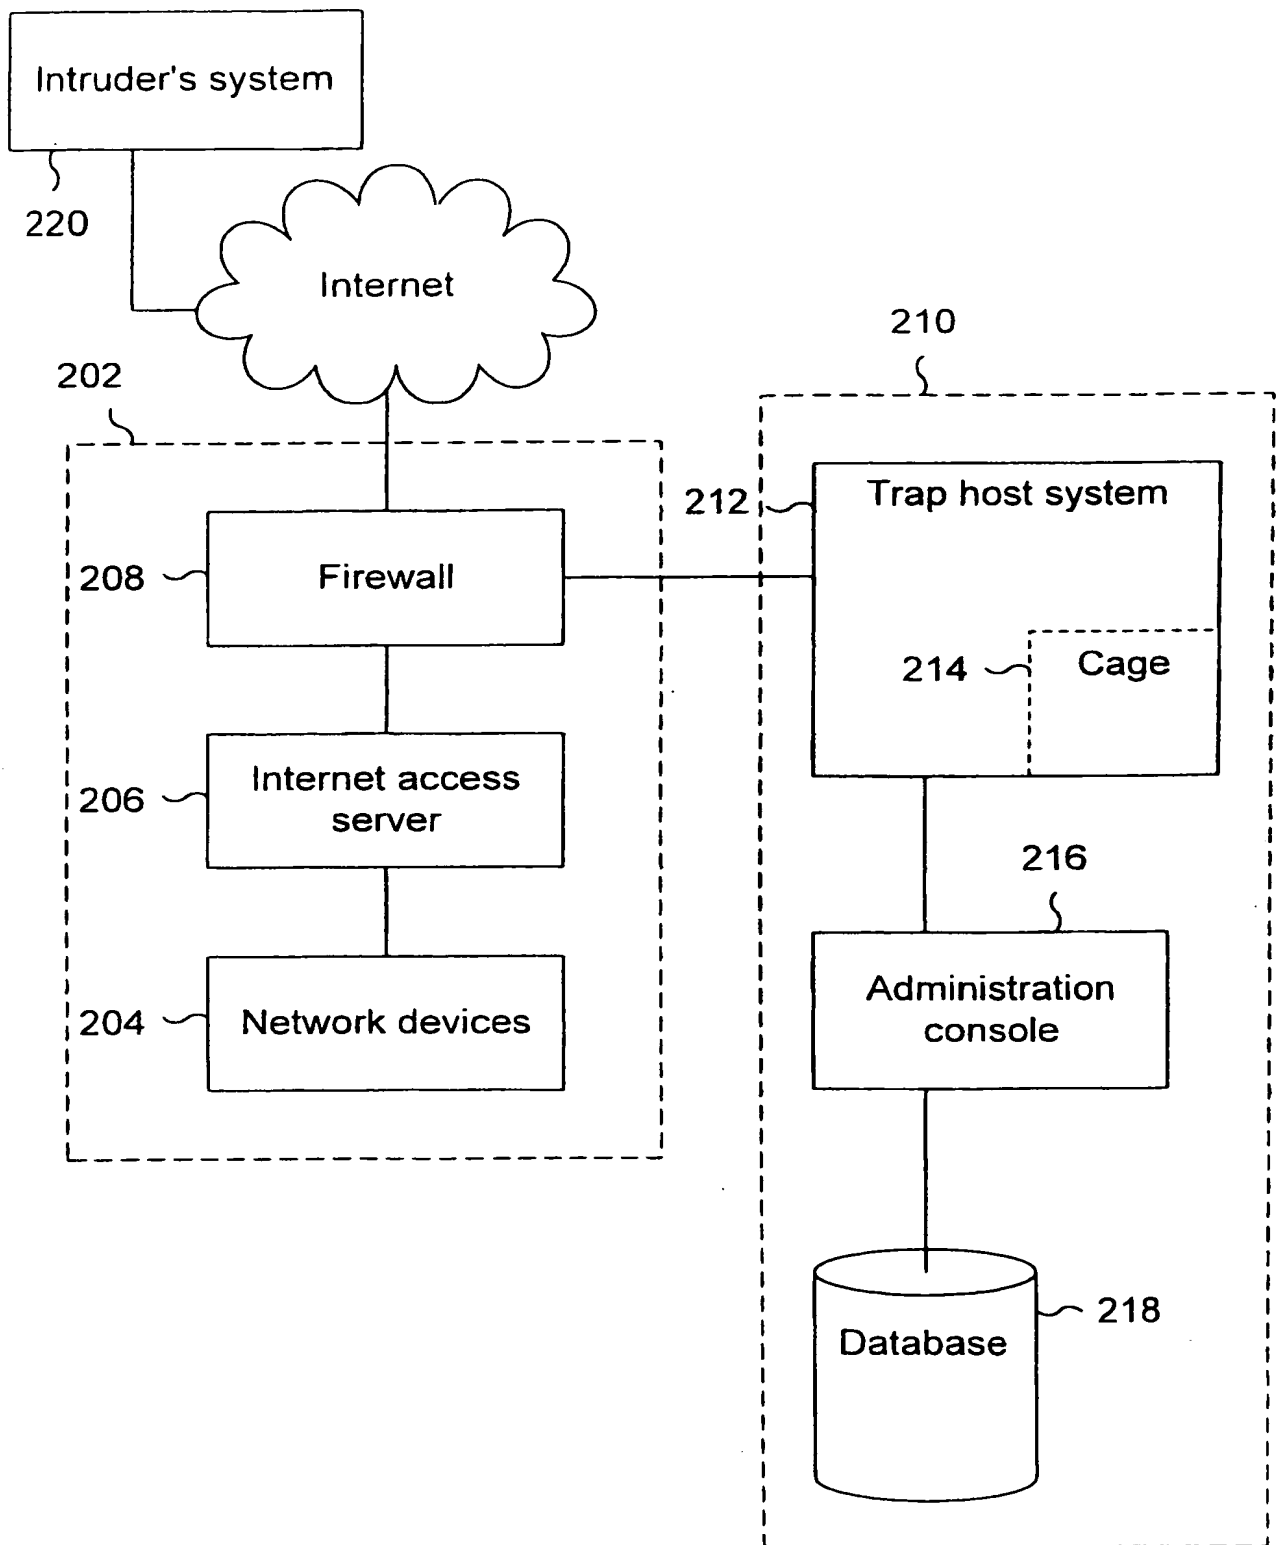 Intruder's system
220
Internet
210
202
212
Trap host system
208
Firewall
214
Cage
206
Internet access
server
216
204
Network devices
Administration
console
218
Database